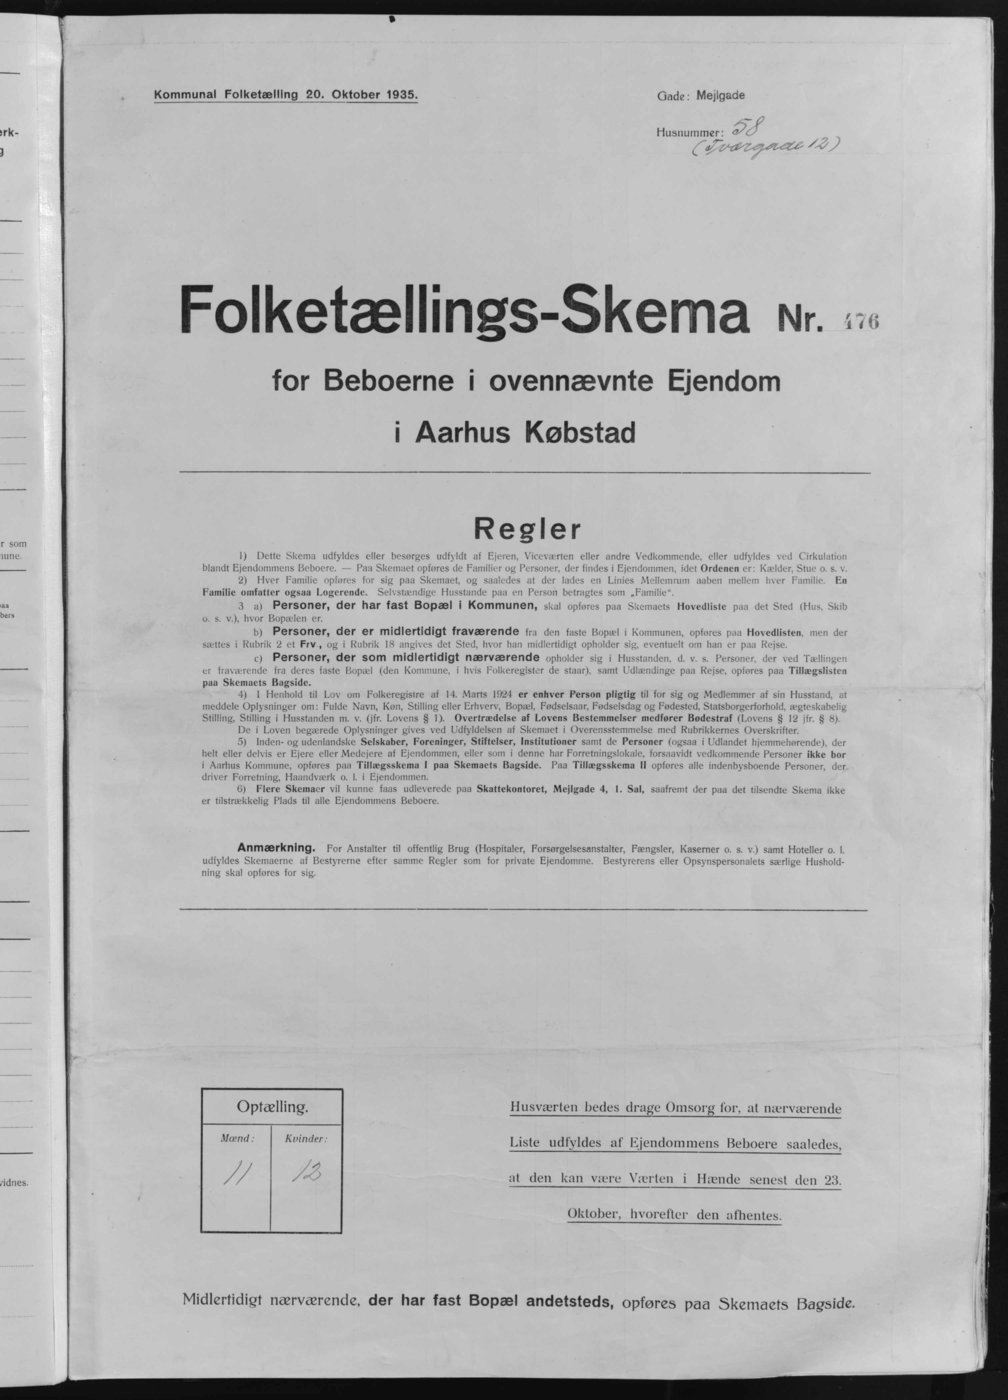 Kommunal Folketælling 20. Oktober 1935.
Gade: Mejlgade
Husnummer: 58
(Tværgade 12)
Folketællings-Skema Nr. 476
for Beboerne i ovennævnte Ejendom
i Aarhus Købstad
Regler
1) Dette Skema udfyldes eller besørges udfyldt af Ejeren, Viceværten eller andre Vedkommende, eller udfyldes ved Cirkulation
blandt Ejendommens Beboere. — Paa Skemaet opføres de Familier og Personer, der findes i Ejendommen, idet Ordenen er: Kælder, Stue o. s. v.
2) Hver Familie opføres for sig paa Skemaet, og saaledes at der lades en Linies Mellemrum aaben mellem hver Familie. En
Familie omfatter ogsaa Logerende. Selvstændige Husstande paa en Person betragtes som „Familie".
3 a) Personer, der har fast Bopæl i Kommunen, skal opføres paa Skemaets Hovedliste paa det Sted (Hus, Skib
o. s. v.), hvor Bopælen er.
b) Personer, der er midlertidigt fraværende fra den faste Bopæl i Kommunen, opføres paa Hovedlisten, men der
sættes i Rubrik 2 et Frv., og i Rubrik 18 angives det Sted, hvor han midlertidigt opholder sig, eventuelt om han er paa Rejse.
c) Personer, der som midlertidigt nærværende opholder sig i Husstanden, d. v. s. Personer, der ved Tællingen
er fraværende fra deres faste Bopæl (den Kommune, i hvis Folkeregister de staar), samt Udlændinge paa Rejse, opføres paa Tillægslisten
paa Skemaets Bagside.
4) I Henhold til Lov om Folkeregistre af 14. Marts 1924 er enhver Person pligtig til for sig og Medlemmer af sin Husstand, at
meddele Oplysninger om: Fulde Navn, Køn, Stilling eller Erhverv, Bopæl, Fødselsaar, Fødselsdag og Fødested, Statsborgerforhold, ægteskabelig
Stilling, Stilling i Husstanden m. v. (jfr. Lovens § 1). Overtrædelse af Lovens Bestemmelser medfører Bødestraf (Lovens § 12 jfr. § 8).
De i Loven begærede Oplysninger gives ved Udfyldelsen af Skemaet i Overensstemmelse med Rubrikkernes Overskrifter.
5) Inden- og udenlandske Selskaber, Foreninger, Stiftelser, Institutioner samt de Personer (ogsaa i Udlandet hjemmehørende), der
helt eller delvis er Ejere eller Medejere af Ejendommen, eller som i denne har Forretningslokale, forsaavidt vedkommende Personer ikke bor
i Aarhus Kommune, opføres paa Tillægsskema I paa Skemaets Bagside. Paa Tillægsskema II opføres alle indenbysboende Personer, der
driver Forretning, Haandværk o. l. i Ejendommen.
6) Flere Skemaer vil kunne faas udleverede paa Skattekontoret, Mejlgade 4, 1. Sal, saafremt der paa det tilsendte Skema ikke
er tilstrækkelig Plads til alle Ejendommens Beboere.
Anmærkning. For Anstalter til offentlig Brug (Hospitaler, Forsørgelsesanstalter, Fængsler, Kaserner o. s. v.) samt Hoteller o. l.
udfyldes Skemaerne af Bestyrerne efter samme Regler som for private Ejendomme. Bestyrerens eller Opsynspersonalets særlige Hushold-
ning skal opføres for sig.
Optælling.
Mænd: Kvinder:
11 12
Husværten bedes drage Omsorg for, at nærværende
Liste udfyldes af Ejendommens Beboere saaledes,
at den kan være Værten i Hænde senest den 23.
Oktober, hvorefter den afhentes.
Midlertidigt nærværende, der har fast Bopæl andetsteds, opføres paa Skemaets Bagside.